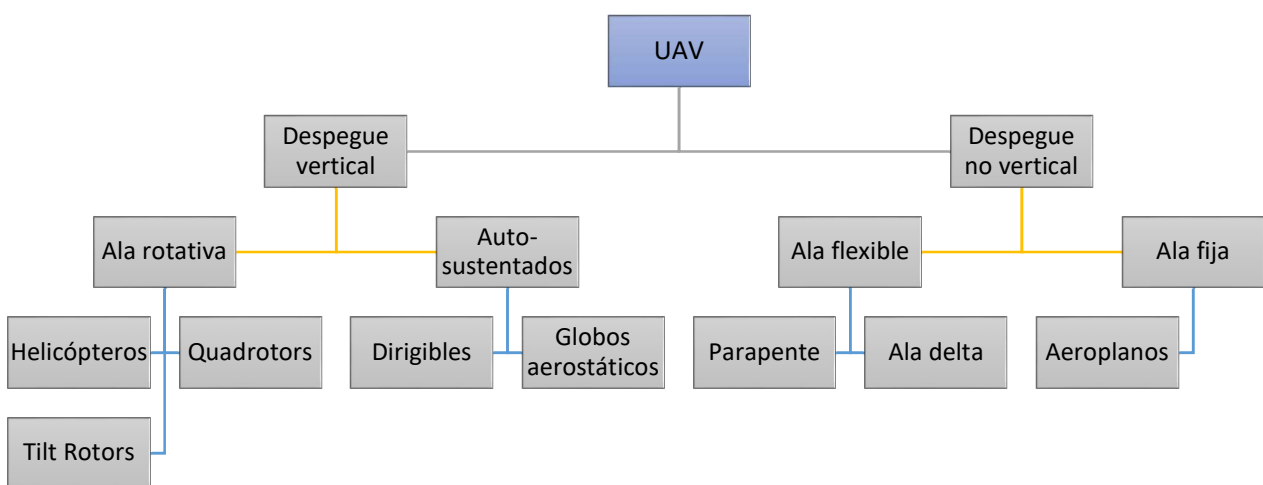 UAV
Despegue
vertical
Despegue
no vertical
Ala rotativa
Auto-
sustentados
Ala flexible
Ala fija
Helicópteros
Quadrotors
Dirigibles
Globos
aerostáticos
Parapente
Ala delta
Aeroplanos
Tilt Rotors